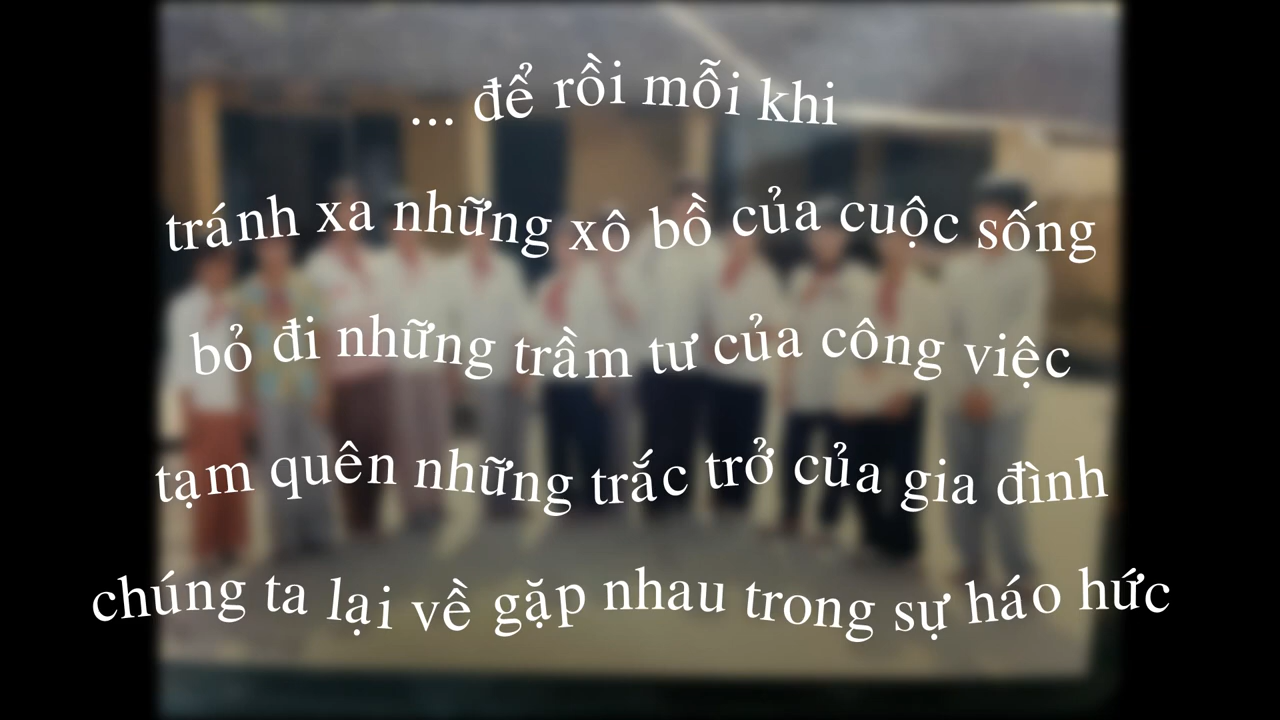 ... để rồi mỗi khi
tránh xa những xô bồ của cuộc sống
bỏ đi những trầm tư của công việc
tạm quên những trắc trở của gia đình
chúng ta lại về gặp nhau trong sự háo hức